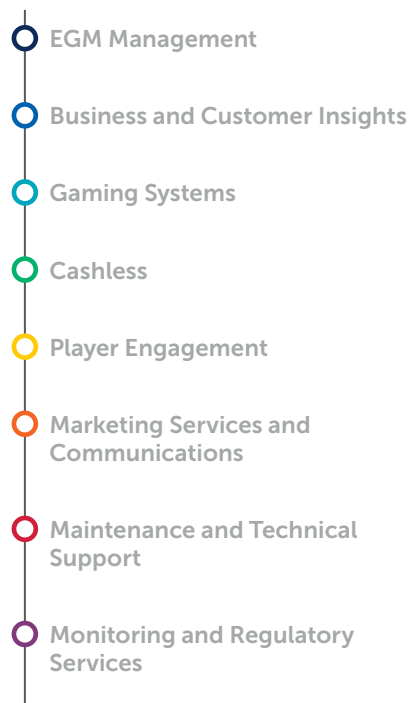 EGM Management
Business and Customer Insights
Gaming Systems
Cashless
Player Engagement
Marketing Services and
Communications
Maintenance and Technical
Support
Monitoring and Regulatory
Services